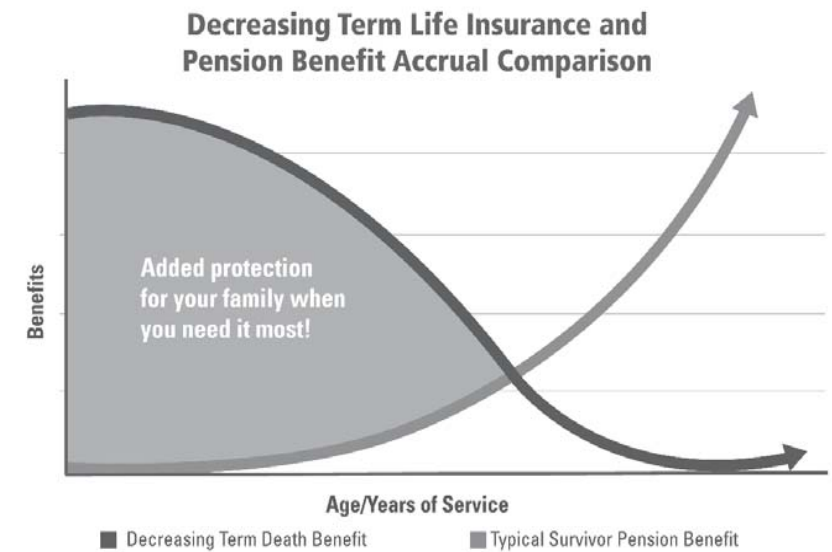 Decreasing Term Life Insurance and
Pension Benefit Accrual Comparison
Benefits
Added protection
for your family when
you need it most!
Age/Years of Service
Decreasing Term Death Benefit
Typical Survivor Pension Benefit